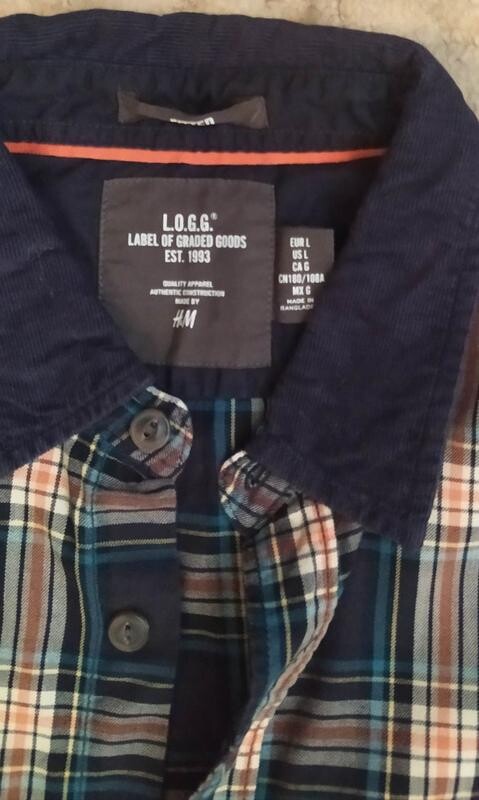 L.O.G.G.®
LABEL OF GRADED GOODS
EST. 1993
QUALITY APPAREL
AUTHENTIC CONSTRUCTION
MADE BY
H&M
EUR L
US L
CA G
CN180/108A
MX G
MADE IN